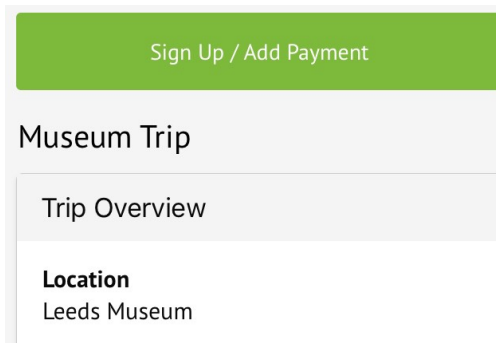 Sign Up / Add Payment
Museum Trip
Trip Overview
Location
Leeds Museum